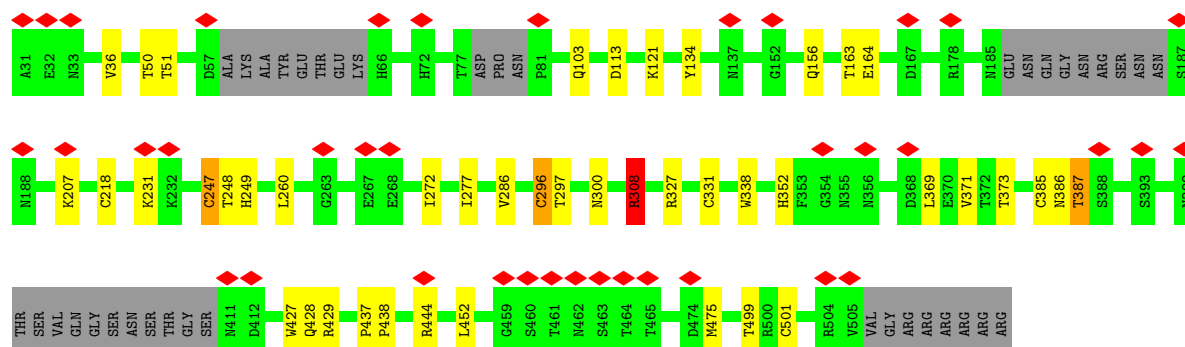 A31 E32 N33 V36 T50 T51 D57 ALA LYS ALA TYR GLU THR GLU LYS H66 H72 T77 ASP PRO ASN P81 Q103 D113 K121 Y134 N137 G152 Q156 T163 E164 D167 R178 N185 GLU ASN GLN GLY ASN ARG SER ASN ASN S187
N188 K207 C218 K231 K232 C247 T248 H249 L260 G263 E267 E268 I272 I277 V286 C296 T297 N300 R308 R327 C331 W338 H352 F353 G354 N355 N356 D368 L369 E370 V371 T372 T373 C385 N386 T387 S388 S393
THR SER VAL GLN GLY SER ASN SER THR GLY SER N411 D412 W427 Q428 R429 P437 P438 R444 L452 G459 S460 T461 N462 S463 T464 T465 D474 M475 T499 R500 C501 R504 V505 VAL GLY ARG ARG ARG ARG ARG ARG